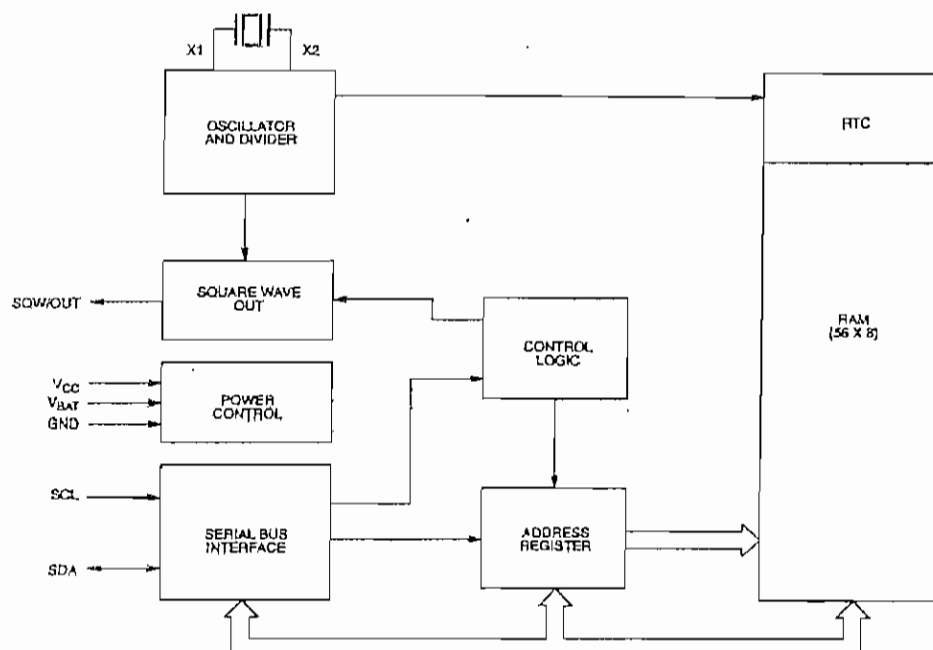 X1
X2
OSCILLATOR
AND DIVIDER
RTC
SQUARE WAVE
OUT
SQW/OUT
CONTROL
LOGIC
RAM
(56 X 8)
VCC
VBAT
GND
POWER
CONTROL
SCL
SDA
SERIAL BUS
INTERFACE
ADDRESS
REGISTER